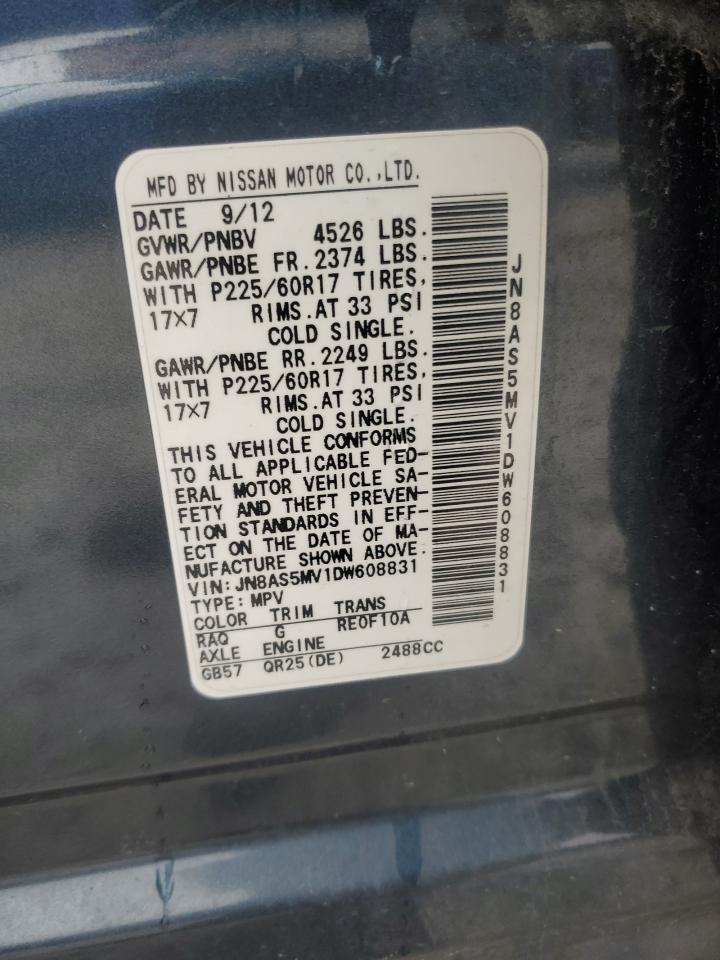 MFD BY NISSAN MOTOR CO.,LTD.
DATE 9/12
GVWR/PNBV 4526 LBS.
GAWR/PNBE FR.2374 LBS.
WITH P225/60R17 TIRES,
17X7 RIMS.AT 33 PSI
COLD SINGLE.
GAWR/PNBE RR.2249 LBS.
WITH P225/60R17 TIRES,
17X7 RIMS.AT 33 PSI
COLD SINGLE.
THIS VEHICLE CONFORMS
TO ALL APPLICABLE FED-
ERAL MOTOR VEHICLE SA-
FETY AND THEFT PREVEN-
TION STANDARDS IN EFF-
ECT ON THE DATE OF MA-
NUFACTURE SHOWN ABOVE.
VIN:JN8AS5MV1DW608831
TYPE:MPV
COLOR TRIM TRANS
RAQ G RE0F10A
AXLE ENGINE
GB57 QR25(DE) 2488CC
JN8AS5MV1DW608831